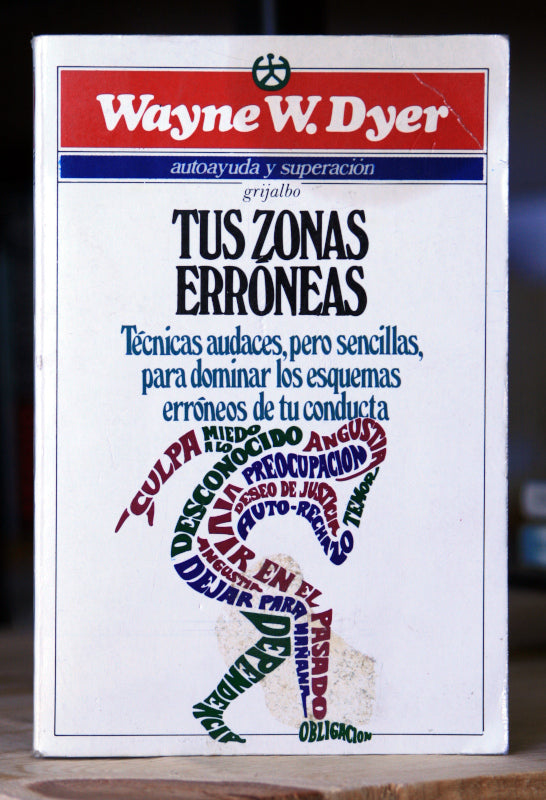 Wayne W. Dyer
autoayuda y superación
grijalbo
TUS ZONAS
ERRÓNEAS
Técnicas audaces, pero sencillas,
para dominar los esquemas
erróneos de tu conducta
CULPA
MIEDO
A LO
DESCONOCIDO
ANGUSTIA
PREOCUPACION
TEMOR
DESEO DE JUSTICIA
AUTO-RECHAZO
VIVIR EN EL PASADO
ANGUSTIA
DEJAR PARA MAÑANA
DEPENDENCIA
OBLIGACION